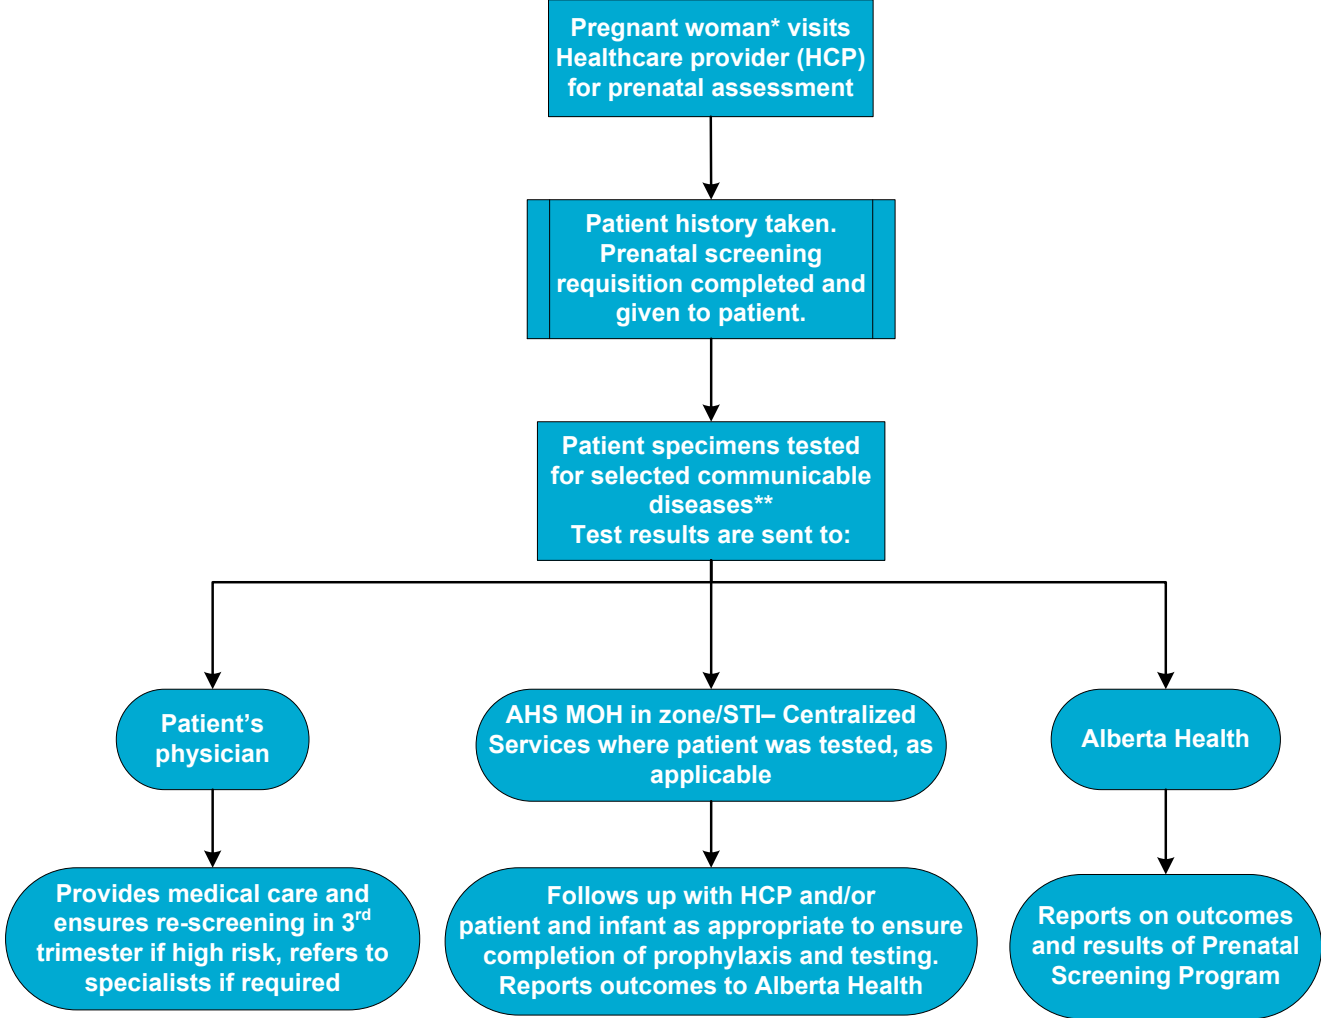 Pregnant woman* visits
Healthcare provider (HCP)
for prenatal assessment
Patient history taken.
Prenatal screening
requisition completed and
given to patient.
Patient specimens tested
for selected communicable
diseases**
Test results are sent to:
Patient’s
physician
AHS MOH in zone/STI– Centralized
Services where patient was tested, as
applicable
Alberta Health
Provides medical care and
ensures re-screening in 3rd
trimester if high risk, refers to
specialists if required
Follows up with HCP and/or
patient and infant as appropriate to ensure
completion of prophylaxis and testing.
Reports outcomes to Alberta Health
Reports on outcomes
and results of Prenatal
Screening Program